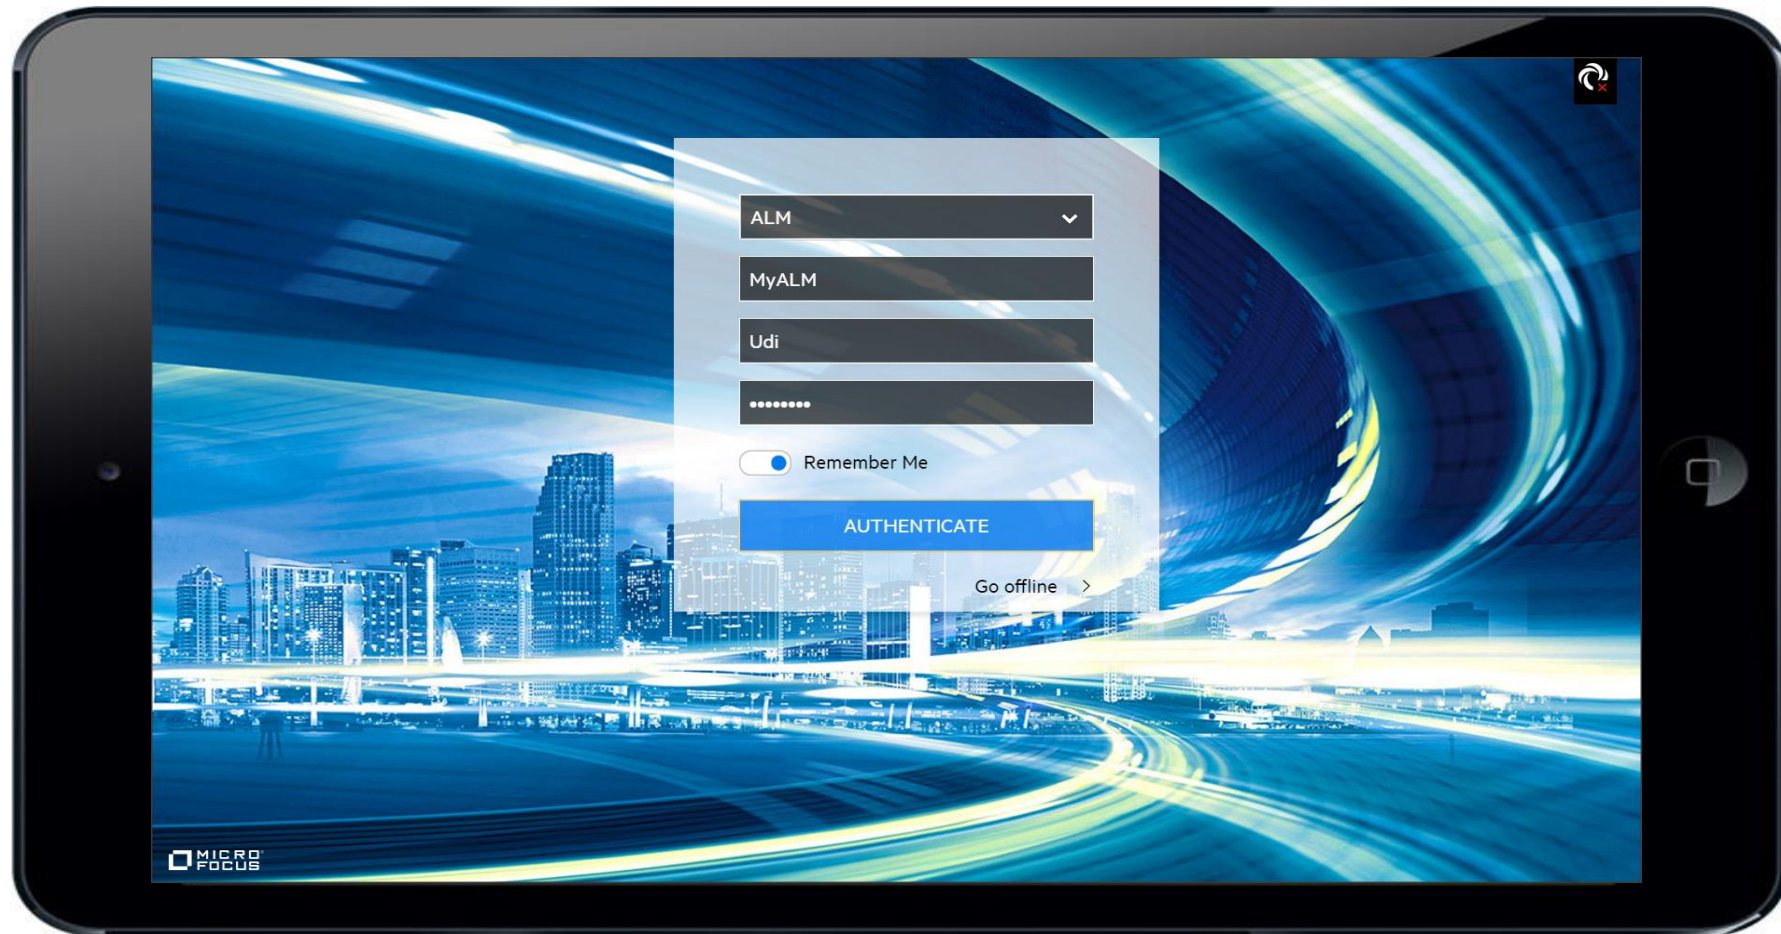 ALM
MyALM
Udi
••••••••
Remember Me
AUTHENTICATE
Go offline >
MICRO
FOCUS